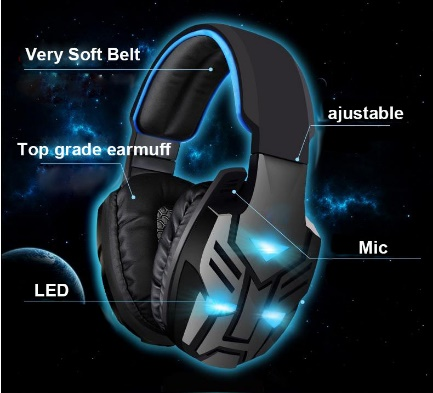 Very Soft Belt
ajustable
Top grade earmuff
Mic
LED